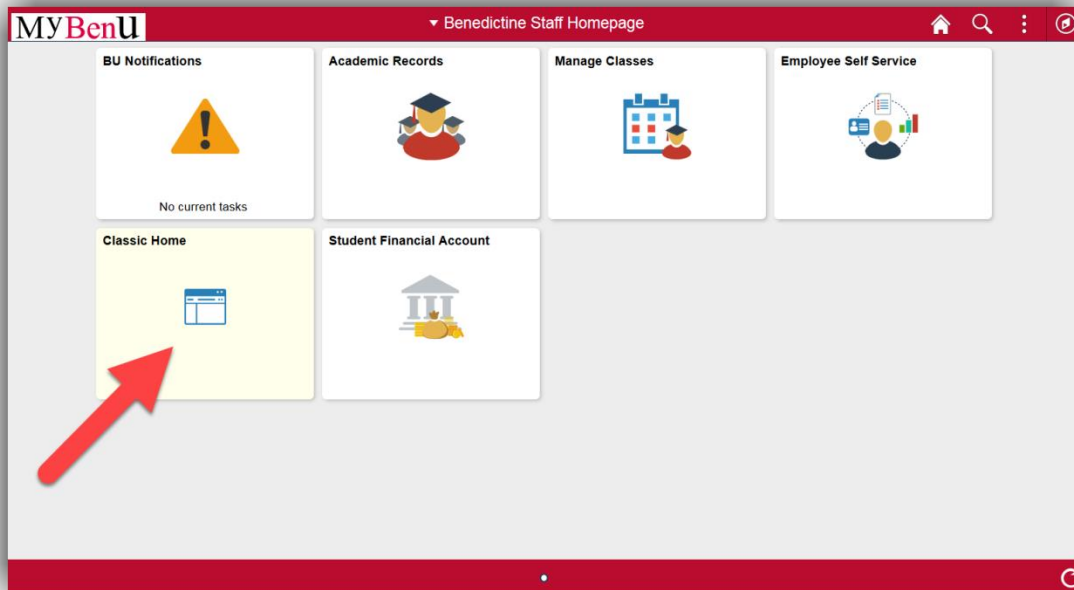 MyBenU
Benedictine Staff Homepage
BU Notifications
Academic Records
Manage Classes
Employee Self Service
No current tasks
Classic Home
Student Financial Account